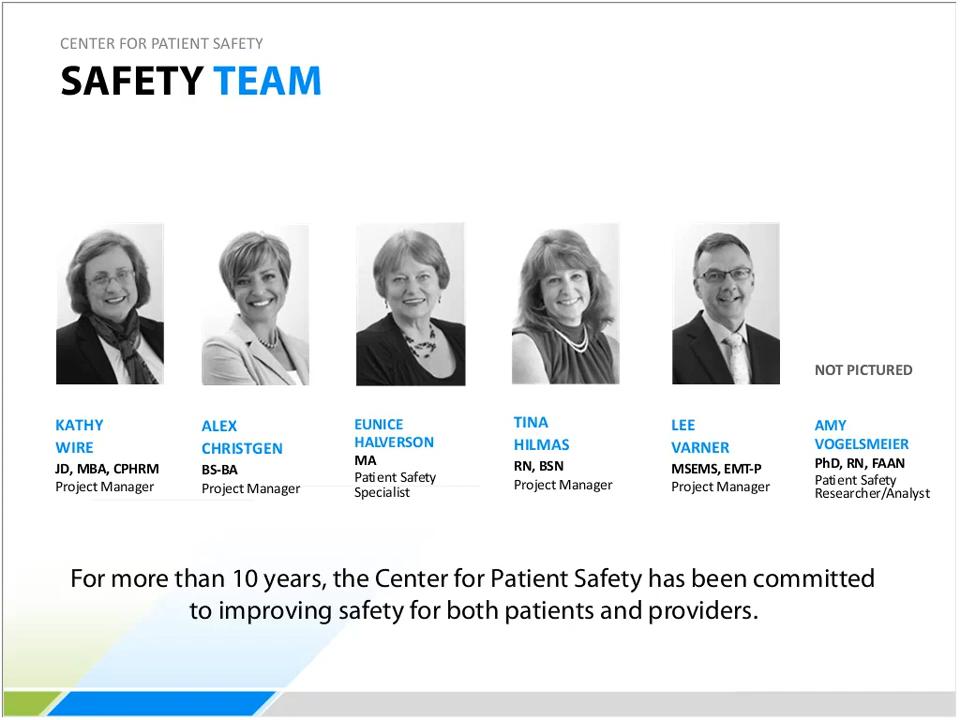 CENTER FOR PATIENT SAFETY
SAFETY TEAM
NOT PICTURED
KATHY
WIRE
JD, MBA, CPHRM
Project Manager
ALEX
CHRISTGEN
BS-BA
Project Manager
EUNICE
HALVERSON
MA
Patient Safety
Specialist
TINA
HILMAS
RN, BSN
Project Manager
LEE
VARNER
MSEMS, EMT-P
Project Manager
AMY
VOGELSMEIER
PhD, RN, FAAN
Patient Safety
Researcher/Analyst
For more than 10 years, the Center for Patient Safety has been committed
to improving safety for both patients and providers.